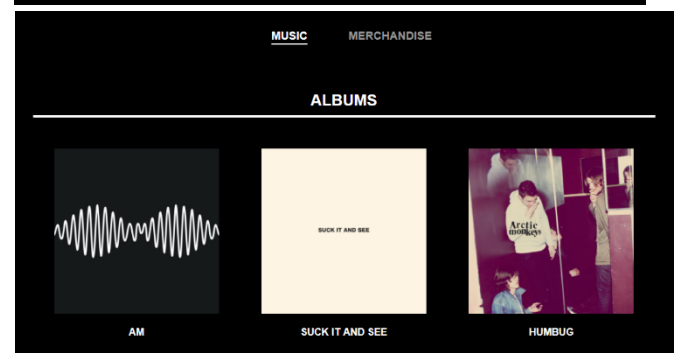 MUSIC MERCHANDISE
ALBUMS
SUCK IT AND SEE
Arctic
monkeys
AM SUCK IT AND SEE HUMBUG